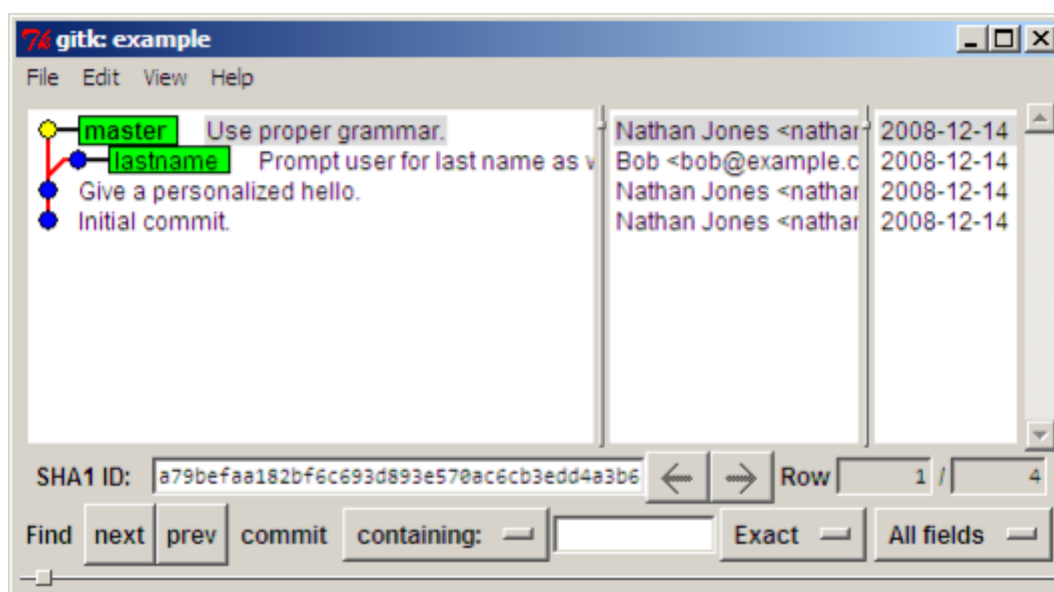 gitk: example
File Edit View Help
master Use proper grammar. Nathan Jones <nathan 2008-12-14
lastname Prompt user for last name as Bob <bob@example.c 2008-12-14
Give a personalized hello. Nathan Jones <nathan 2008-12-14
Initial commit. Nathan Jones <nathan 2008-12-14
SHA1 ID: a79befaa182bf6c693d893e570ac6cb3edd4a3b6 Row 1 / 4
Find next prev commit containing: Exact All fields